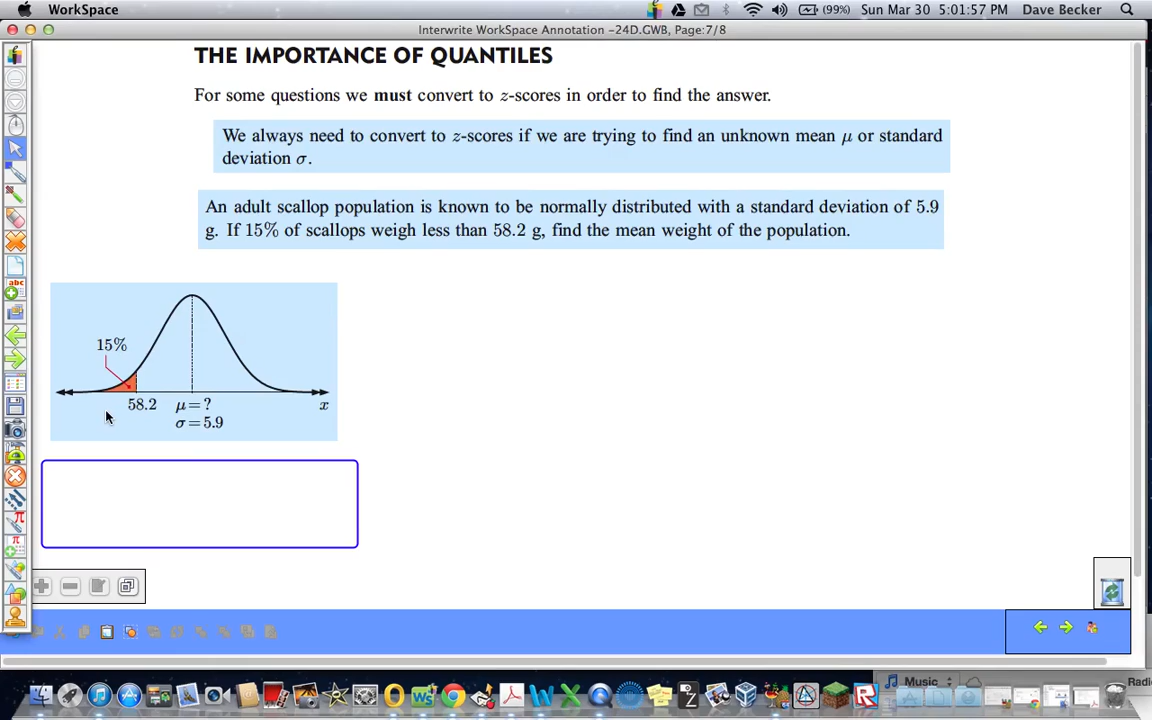 WorkSpace
(99%) Sun Mar 30 5:01:57 PM Dave Becker
Interwrite WorkSpace Annotation -24D.GWB, Page:7/8
THE IMPORTANCE OF QUANTILES
For some questions we must convert to z-scores in order to find the answer.
We always need to convert to z-scores if we are trying to find an unknown mean μ or standard
deviation σ.
An adult scallop population is known to be normally distributed with a standard deviation of 5.9
g. If 15% of scallops weigh less than 58.2 g, find the mean weight of the population.
15%
58.2 μ=? x
σ=5.9
abc
π
π
Music
Radi